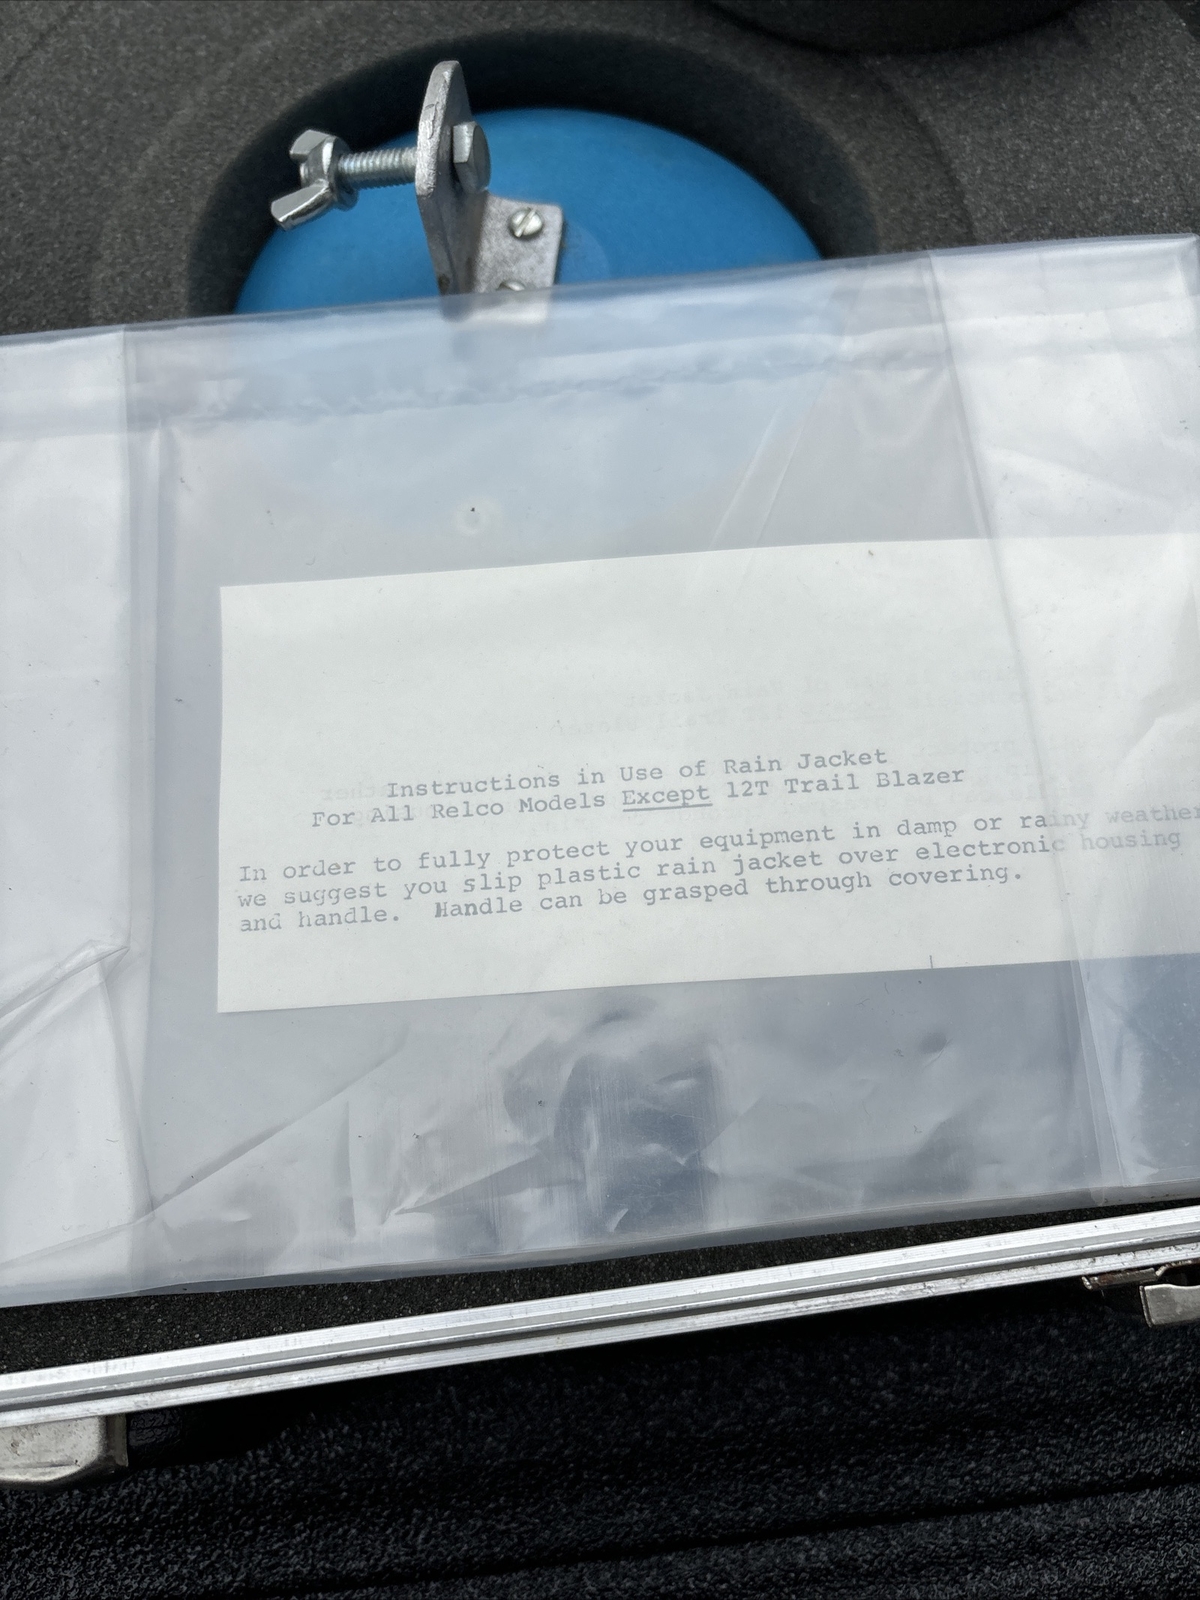 Instructions in Use of Rain Jacket
For All Relco Models Except 12T Trail Blazer
In order to fully protect your equipment in damp or rainy weather
we suggest you slip plastic rain jacket over electronic housing
and handle.  Handle can be grasped through covering.